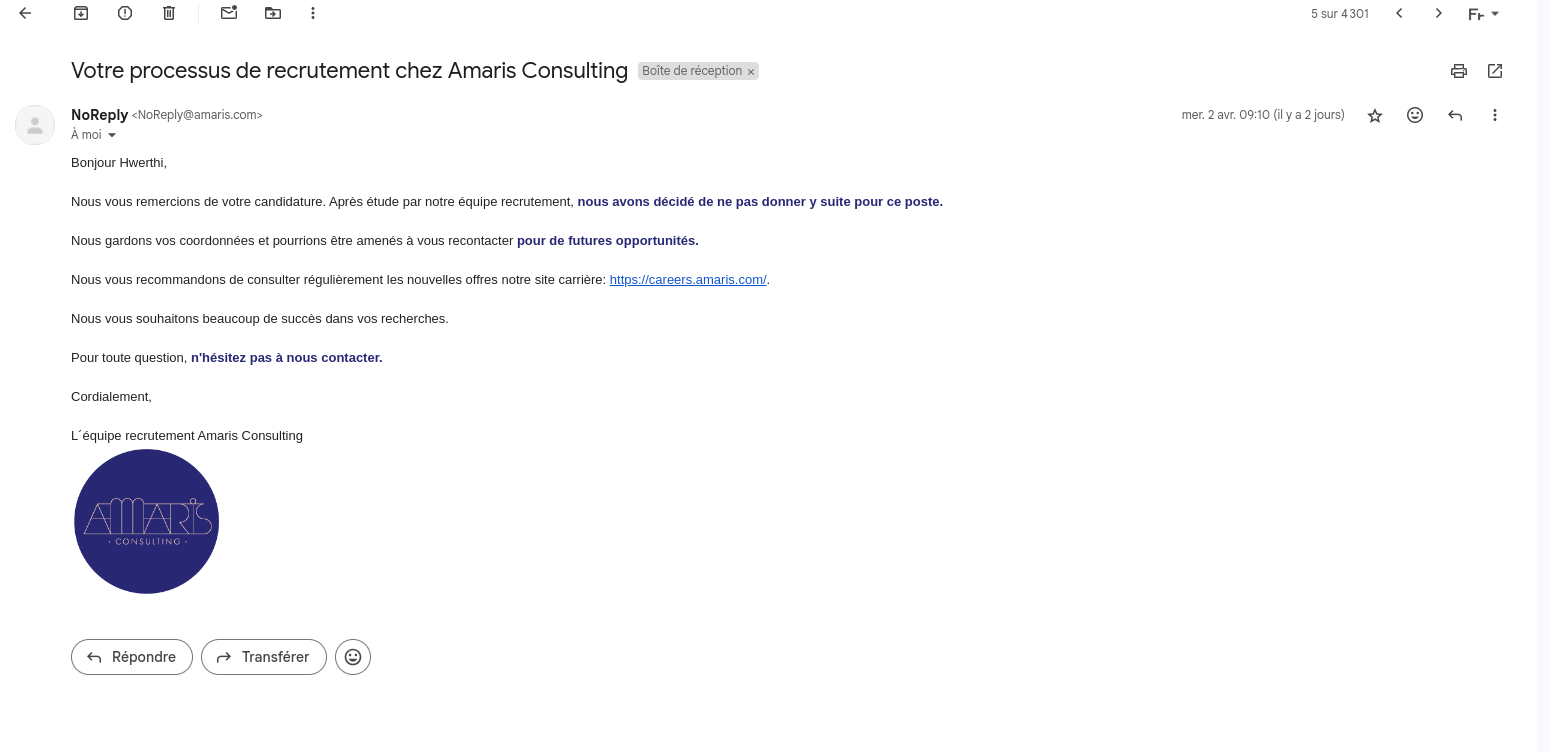 5 sur 4 301
Fr
Votre processus de recrutement chez Amaris Consulting Boîte de réception ×
NoReply <NoReply@amaris.com> mer. 2 avr. 09:10 (il y a 2 jours)
À moi
Bonjour Hwerthi,
Nous vous remercions de votre candidature. Après étude par notre équipe recrutement, nous avons décidé de ne pas donner y suite pour ce poste.
Nous gardons vos coordonnées et pourrions être amenés à vous recontacter pour de futures opportunités.
Nous vous recommandons de consulter régulièrement les nouvelles offres notre site carrière: https://careers.amaris.com/.
Nous vous souhaitons beaucoup de succès dans vos recherches.
Pour toute question, n'hésitez pas à nous contacter.
Cordialement,
L´équipe recrutement Amaris Consulting
AMARIS
· CONSULTING ·
Répondre Transférer